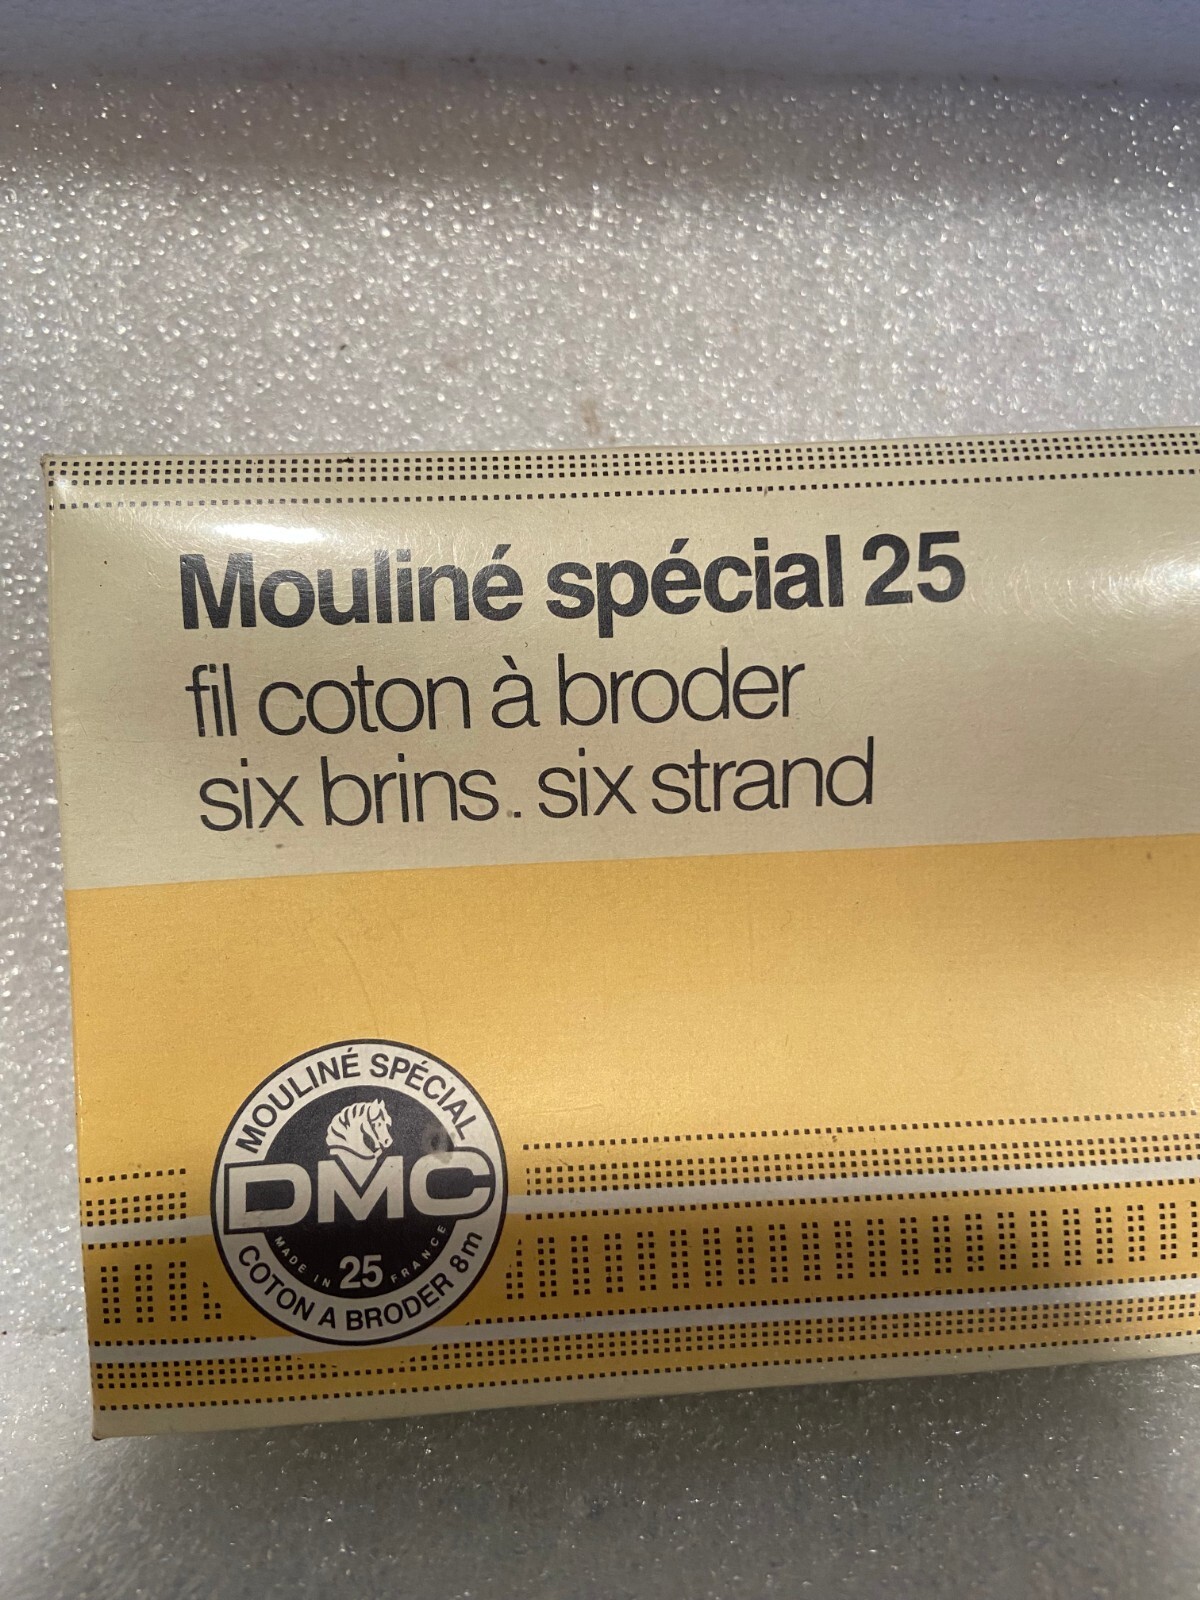 Mouliné spécial 25
fil coton à broder
six brins. six strand
MOULINÉ SPÉCIAL
DMC
MADE IN 25 FRANCE
COTON A BRODER 8m